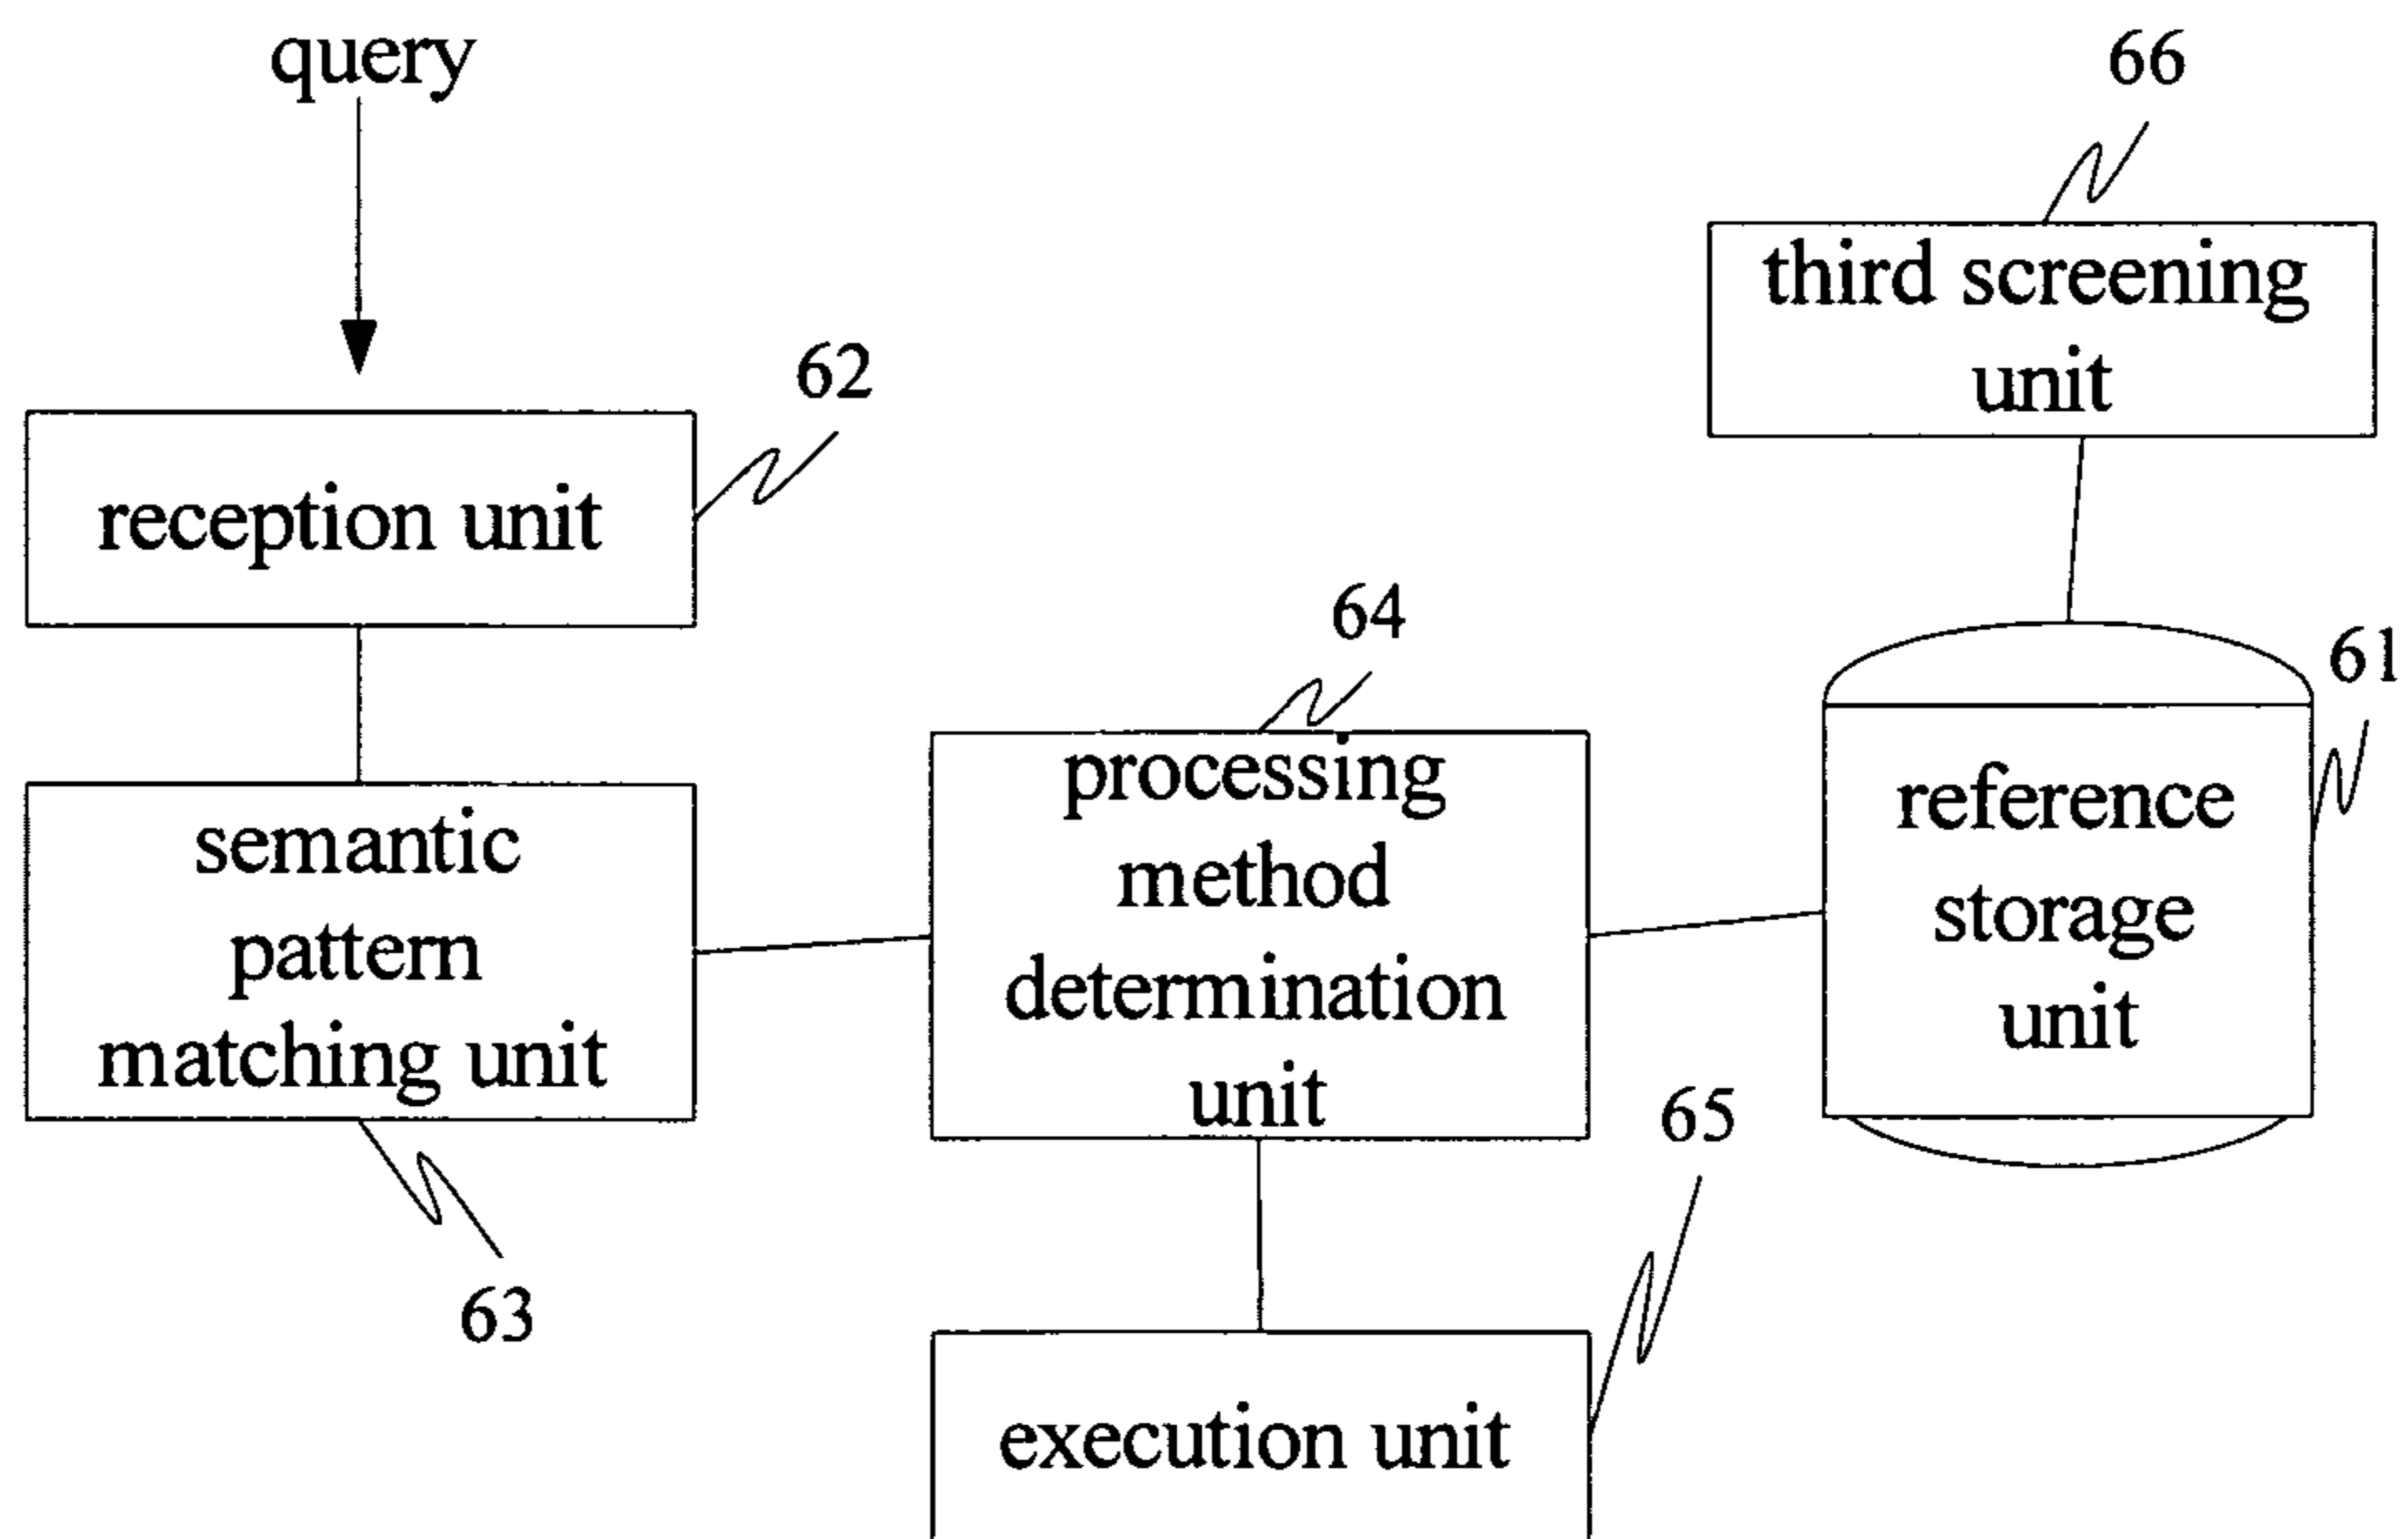 query
66
third screening
unit
62
reception unit
64
61
processing
method
determination
unit
reference
storage
unit
semantic
pattern
matching unit
65
63
execution unit